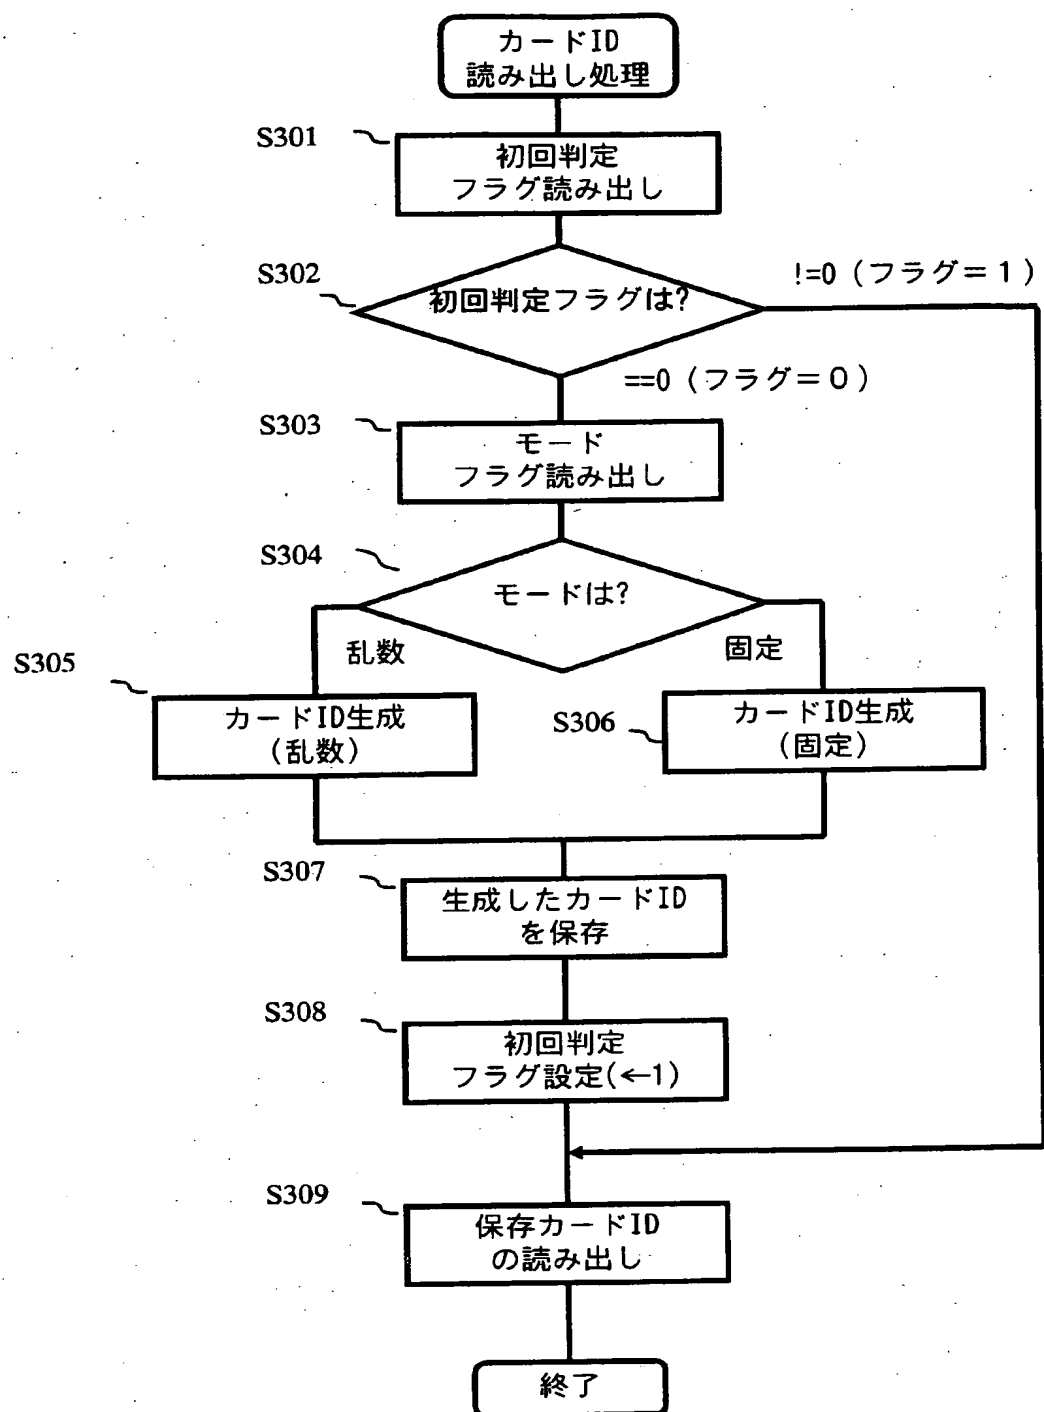 カードID
読み出し処理
S301
初回判定
フラグ読み出し
S302
初回判定フラグは?
!=0 (フラグ=1)
==0 (フラグ=0)
S303
モード
フラグ読み出し
S304
モードは?
乱数
固定
S305
カードID生成
(乱数)
S306
カードID生成
(固定)
S307
生成したカードID
を保存
S308
初回判定
フラグ設定(←1)
S309
保存カードID
の読み出し
終了